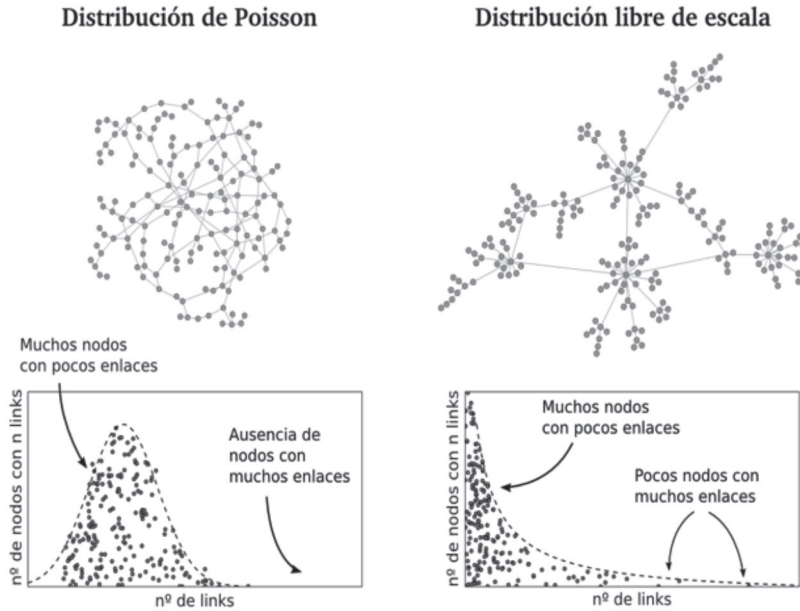 Distribución de Poisson
Muchos nodos
con pocos enlaces
Ausencia de
nodos con
muchos enlaces
nº de nodos con n links
nº de links
Distribución libre de escala
Muchos nodos
con pocos enlaces
Pocos nodos con
muchos enlaces
nº de nodos con n links
nº de links